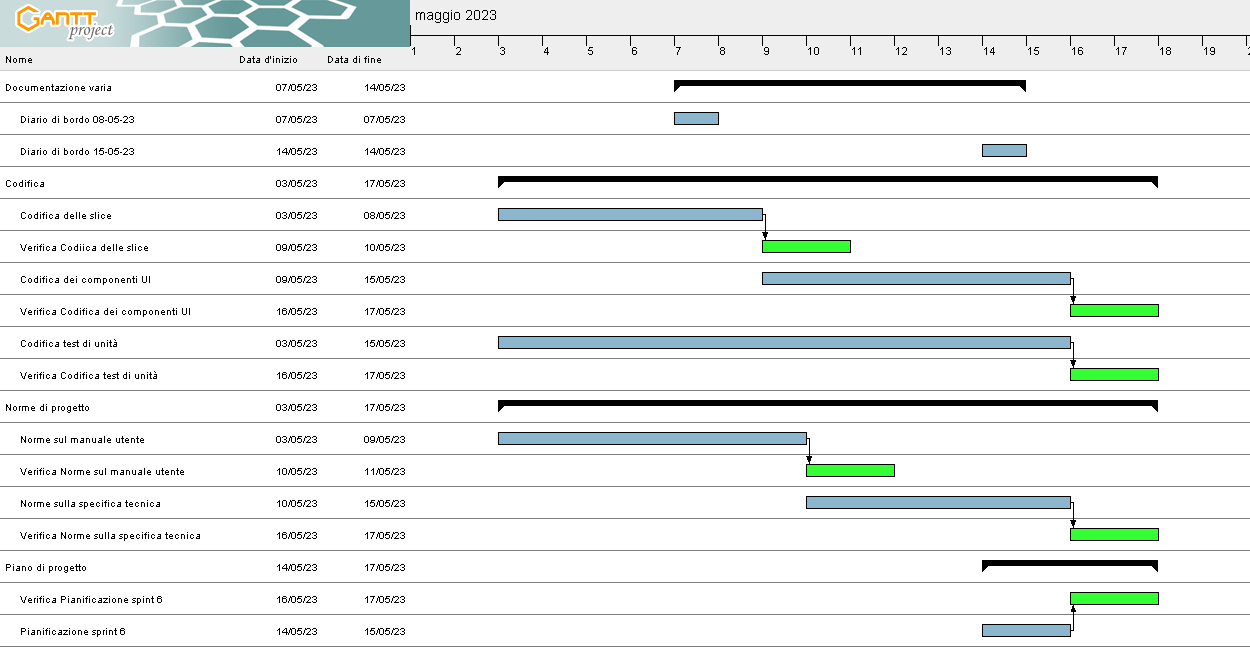 GANTT
project
maggio 2023
1 2 3 4 5 6 7 8 9 10 11 12 13 14 15 16 17 18 19 2
Nome Data d'inizio Data di fine
Documentazione varia 07/05/23 14/05/23
Diario di bordo 08-05-23 07/05/23 07/05/23
Diario di bordo 15-05-23 14/05/23 14/05/23
Codifica 03/05/23 17/05/23
Codifica delle slice 03/05/23 08/05/23
Verifica Codiica delle slice 09/05/23 10/05/23
Codifica dei componenti UI 09/05/23 15/05/23
Verifica Codifica dei componenti UI 16/05/23 17/05/23
Codifica test di unità 03/05/23 15/05/23
Verifica Codifica test di unità 16/05/23 17/05/23
Norme di progetto 03/05/23 17/05/23
Norme sul manuale utente 03/05/23 09/05/23
Verifica Norme sul manuale utente 10/05/23 11/05/23
Norme sulla specifica tecnica 10/05/23 15/05/23
Verifica Norme sulla specifica tecnica 16/05/23 17/05/23
Piano di progetto 14/05/23 17/05/23
Verifica Pianificazione spint 6 16/05/23 17/05/23
Pianificazione sprint 6 14/05/23 15/05/23